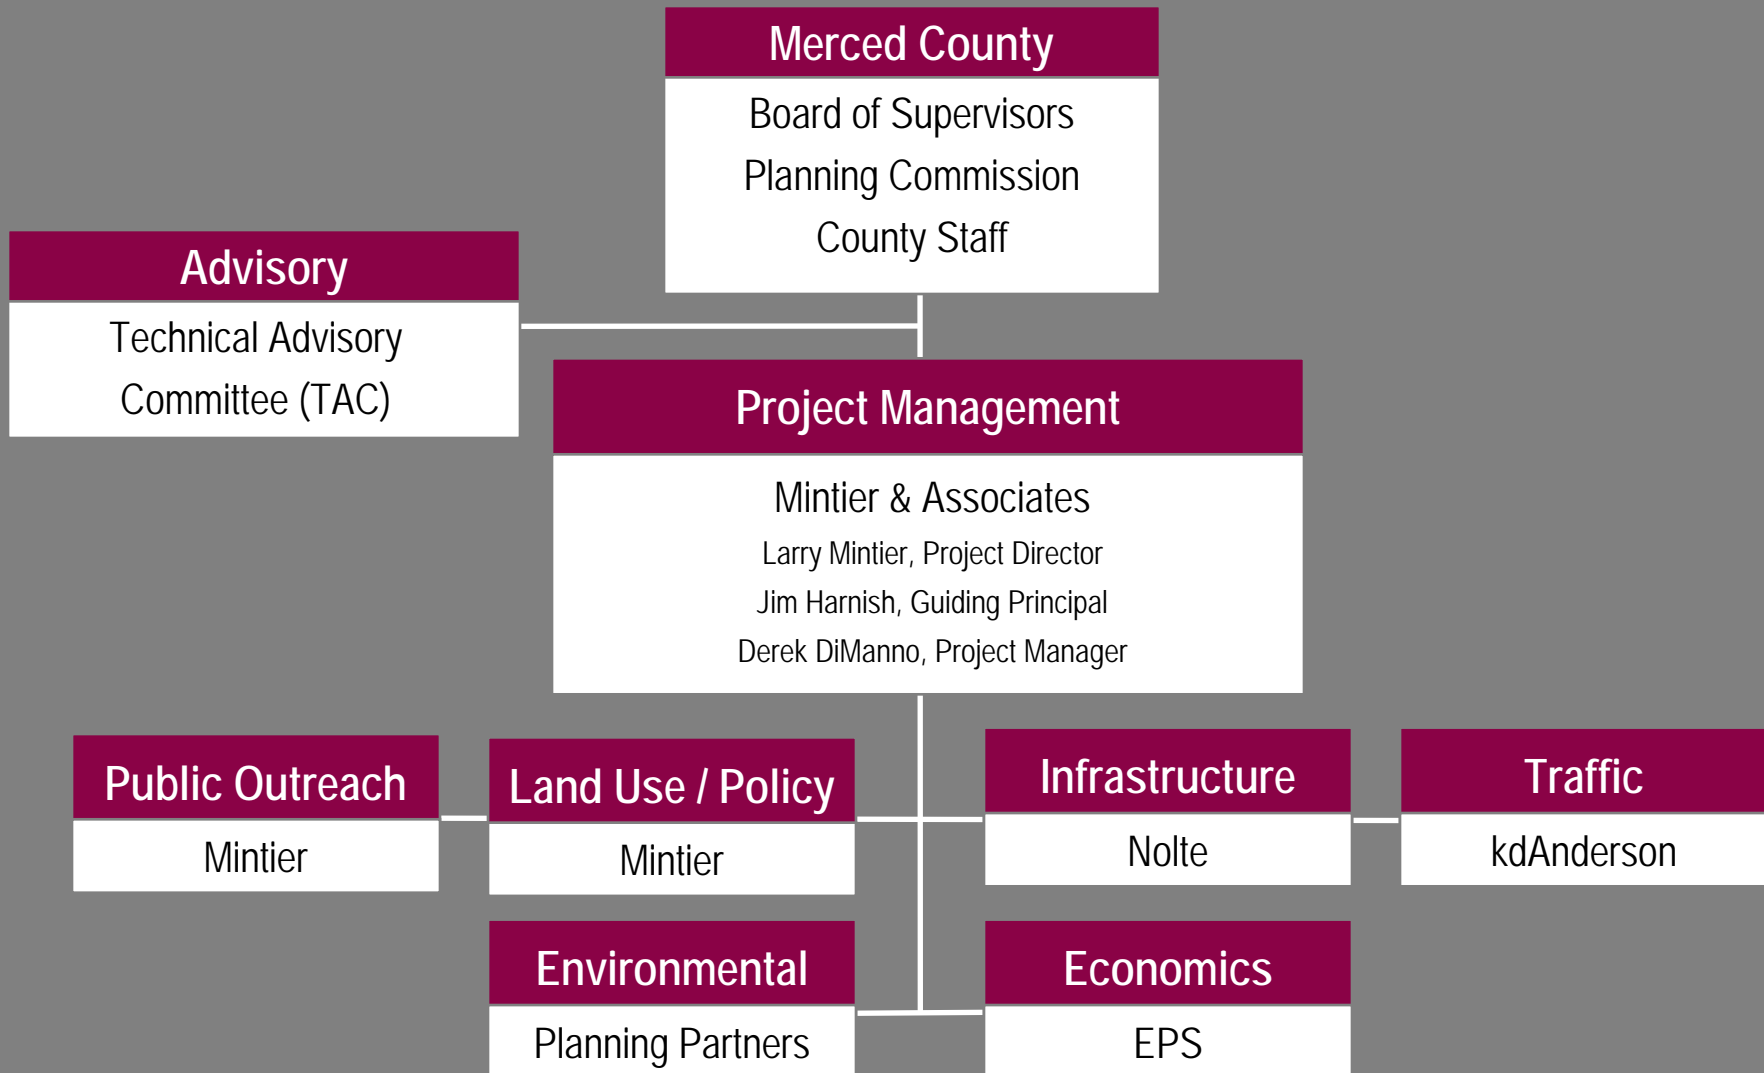 Merced County
Board of Supervisors
Planning Commission
County Staff
Advisory
Technical Advisory
Committee (TAC)
Project Management
Mintier & Associates
Larry Mintier, Project Director
Jim Harnish, Guiding Principal
Derek DiManno, Project Manager
Public Outreach
Mintier
Land Use / Policy
Mintier
Infrastructure
Nolte
Traffic
kdAnderson
Environmental
Planning Partners
Economics
EPS